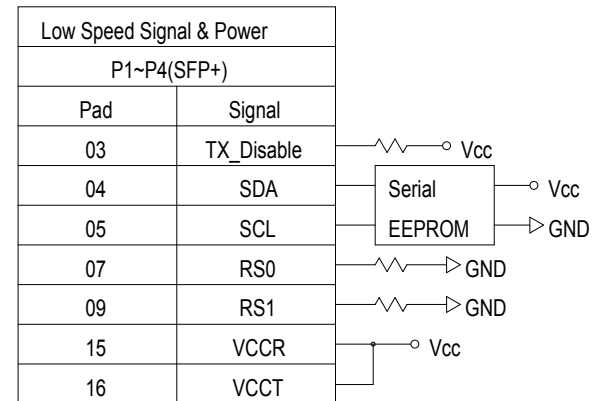 Low Speed Signal & Power
P1~P4(SFP+)
Pad Signal
03 TX_Disable Vcc
04 SDA Serial Vcc
05 SCL EEPROM GND
07 RS0 GND
09 RS1 GND
15 VCCR Vcc
16 VCCT